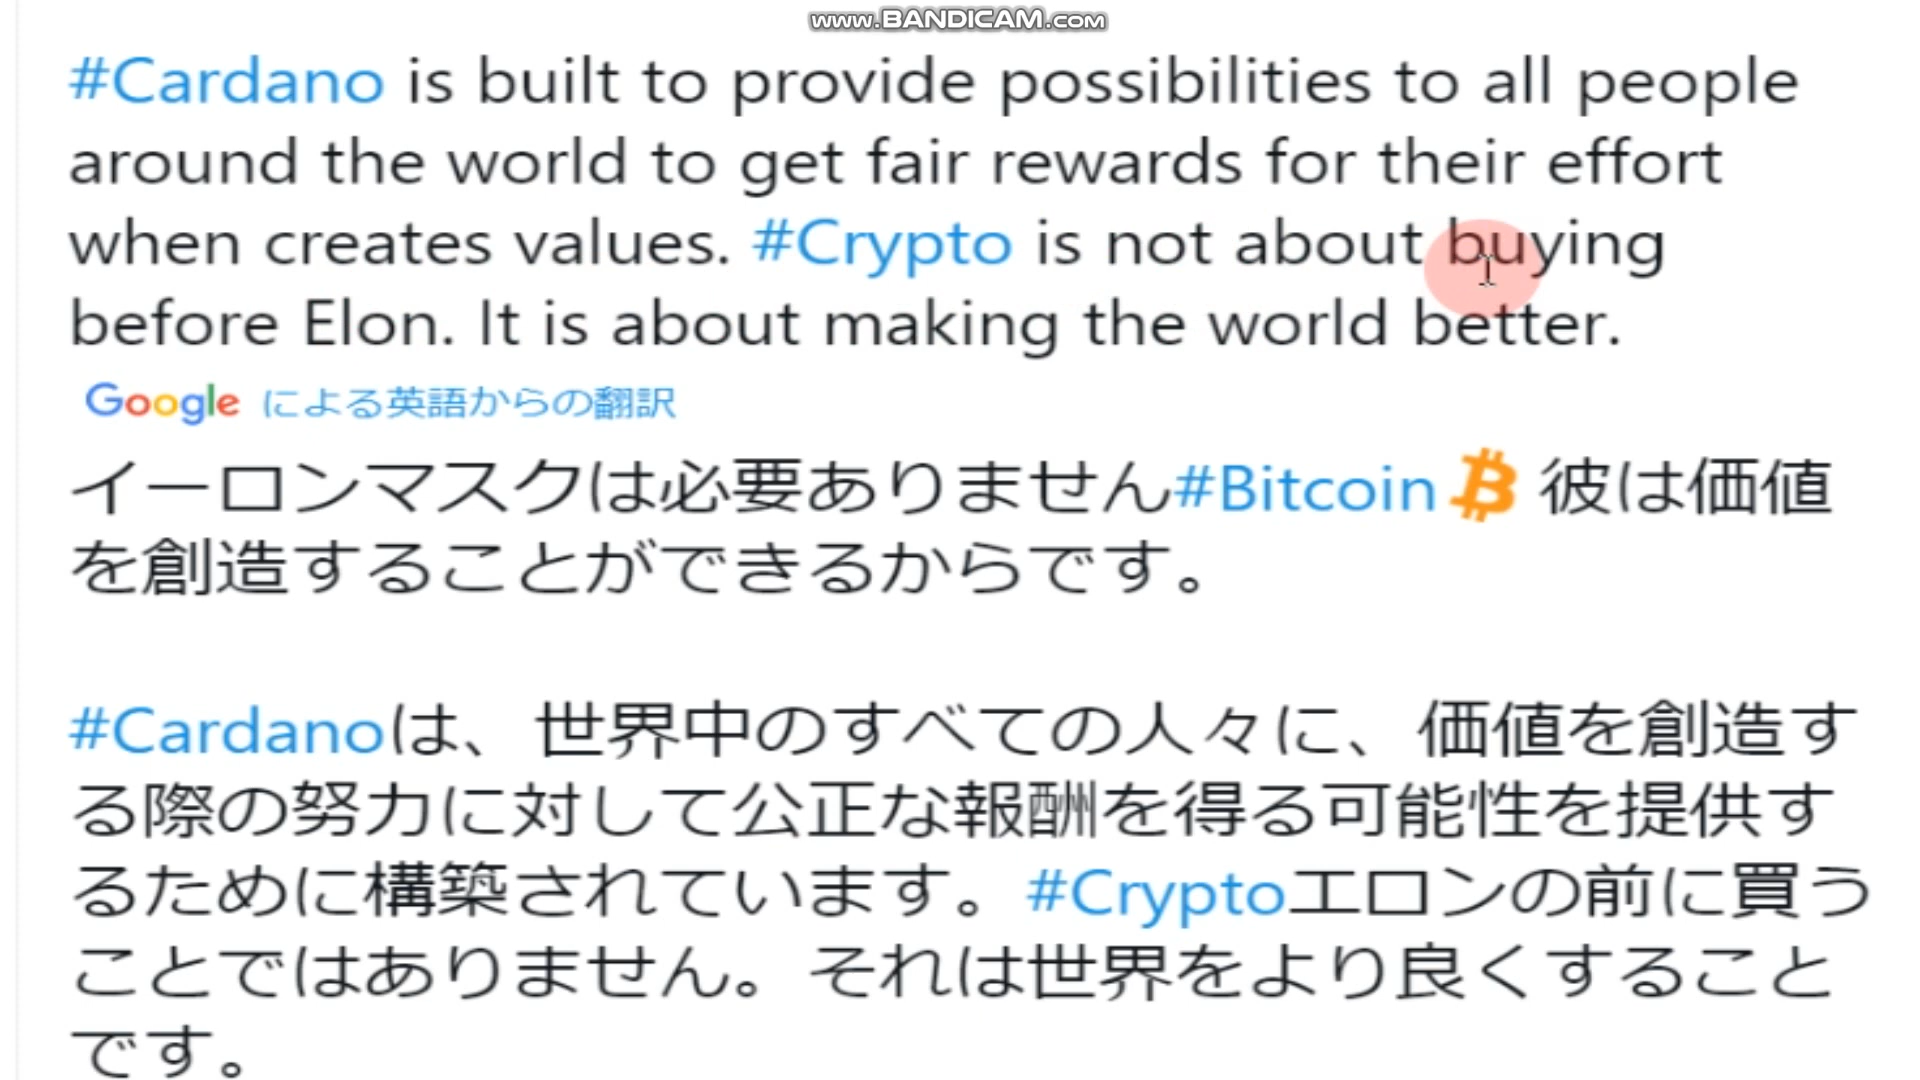 www.BANDICAM.com
#Cardano is built to provide possibilities to all people
around the world to get fair rewards for their effort
when creates values. #Crypto is not about buying
before Elon. It is about making the world better.
Google による英語からの翻訳
イーロンマスクは必要ありません#Bitcoin 彼は価値
を創造することができるからです。
#Cardanoは、世界中のすべての人々に、価値を創造す
る際の努力に対して公正な報酬を得る可能性を提供す
るために構築されています。#Cryptoエロンの前に買う
ことではありません。それは世界をより良くすること
です。